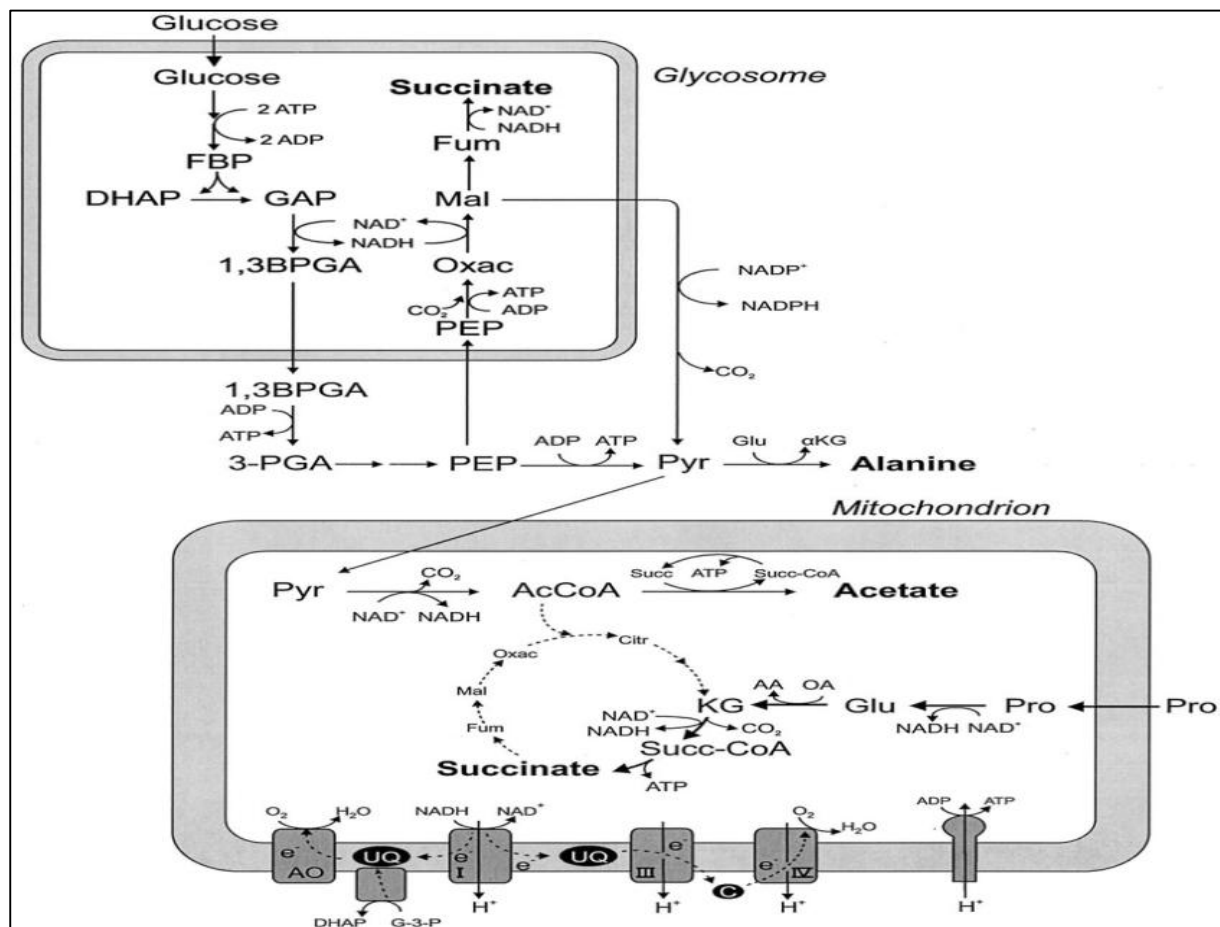 Glucose
Glycosome
Glucose
2 ATP
2 ADP
FBP
DHAP
GAP
NAD⁺
NADH
1,3BPGA
Succinate
NAD⁺
NADH
Fum
Mal
Oxac
CO₂
ATP
ADP
PEP
NADP⁺
NADPH
CO₂
1,3BPGA
ADP
ATP
3-PGA
PEP
ADP ATP
Pyr
Glu αKG
Alanine
Mitochondrion
Pyr
CO₂
NAD⁺ NADH
AcCoA
Succ ATP Succ-CoA
Acetate
Oxac
Citr
Mal
Fum
KG
AA OA
Glu
Pro
Pro
NADH NAD⁺
NAD⁺
NADH
CO₂
Succ-CoA
Succinate
ATP
O₂ H₂O
NADH NAD⁺
O₂
H₂O
ADP ATP
e⁻
AO
UQ
e⁻
I
e⁻
UQ
e⁻
III
C
e⁻
IV
DHAP G-3-P
H⁺
H⁺
H⁺
H⁺